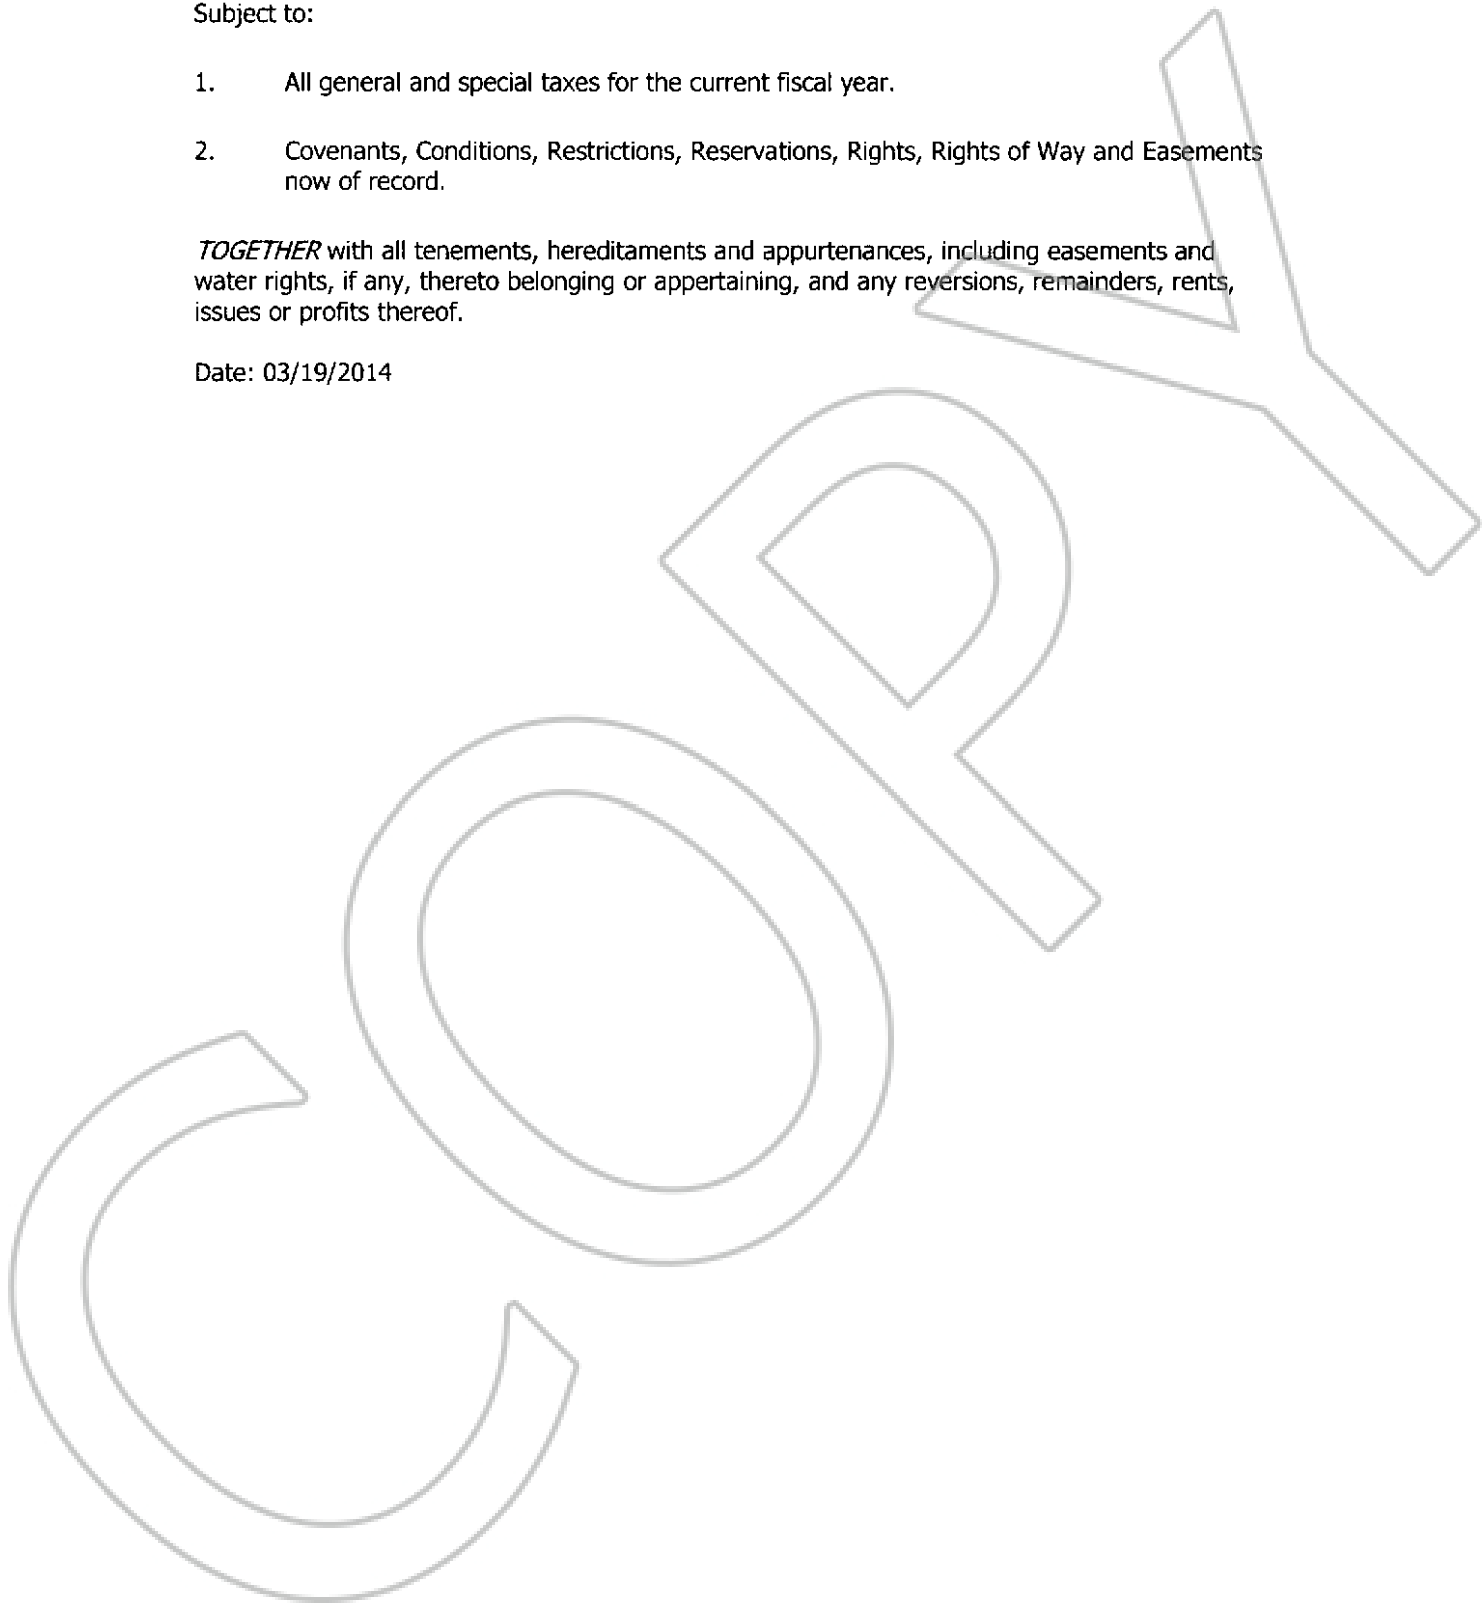 Subject to:
1. All general and special taxes for the current fiscal year.
2. Covenants, Conditions, Restrictions, Reservations, Rights, Rights of Way and Easements
now of record.
TOGETHER with all tenements, hereditaments and appurtenances, including easements and
water rights, if any, thereto belonging or appertaining, and any reversions, remainders, rents,
issues or profits thereof.
Date: 03/19/2014
COPY